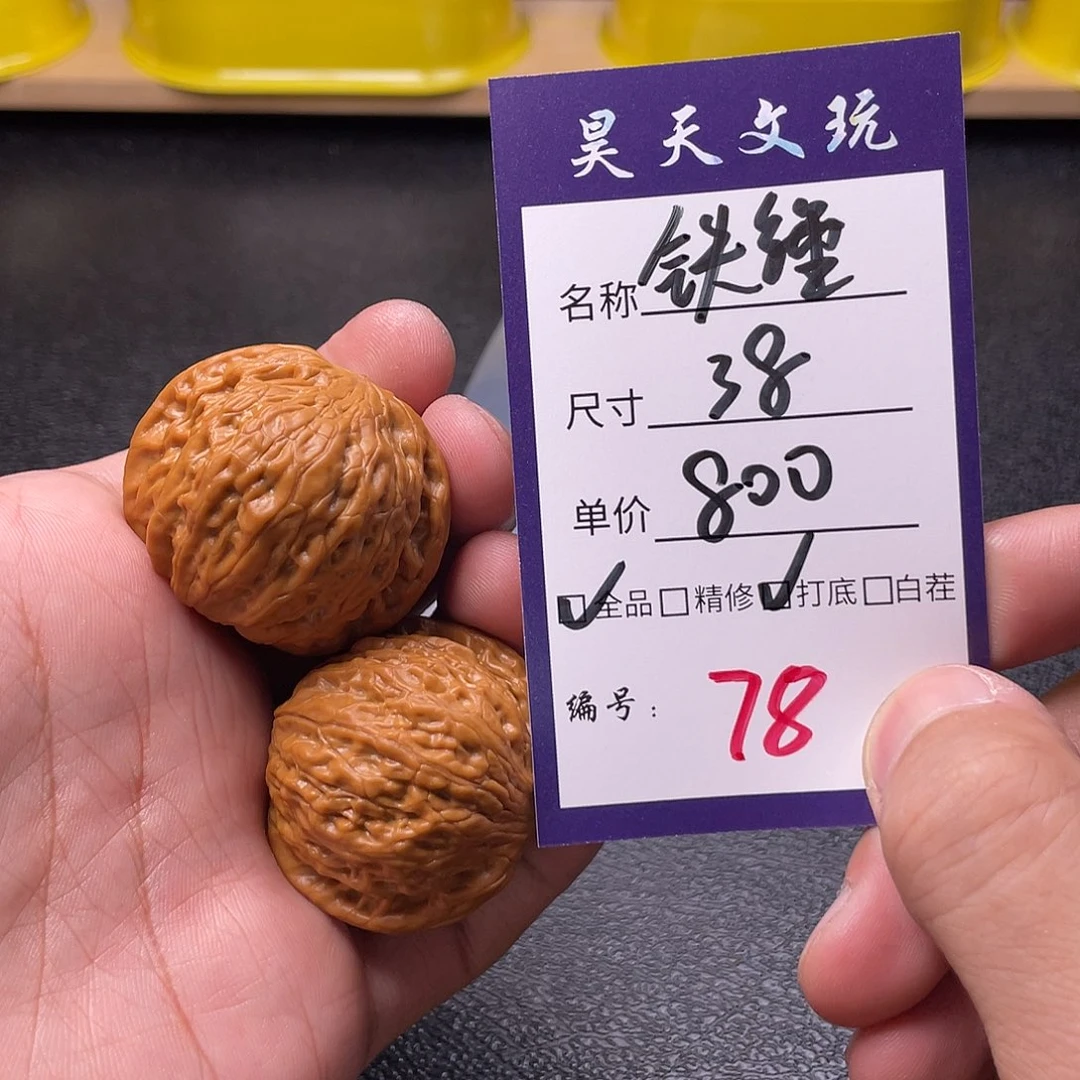 昊天文玩
名称 铁缠
尺寸 38
单价 800
☑全品☐精修☑打底☐白茬
编号： 78